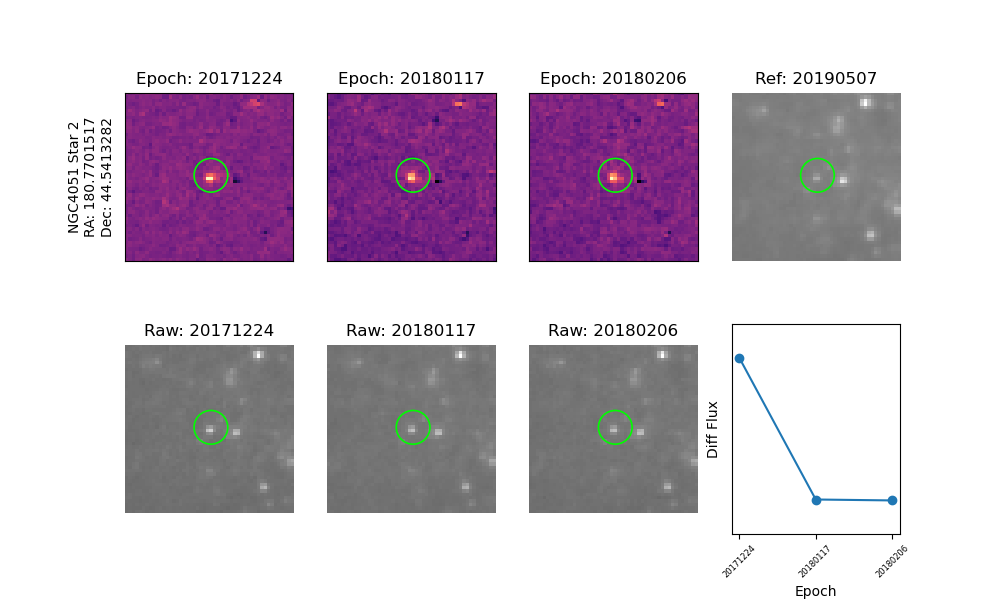 Epoch: 20171224
Epoch: 20180117
Epoch: 20180206
Ref: 20190507
NGC4051 Star 2
RA: 180.7701517
Dec: 44.5413282
Raw: 20171224
Raw: 20180117
Raw: 20180206
Diff Flux
20171224
20180117
20180206
Epoch